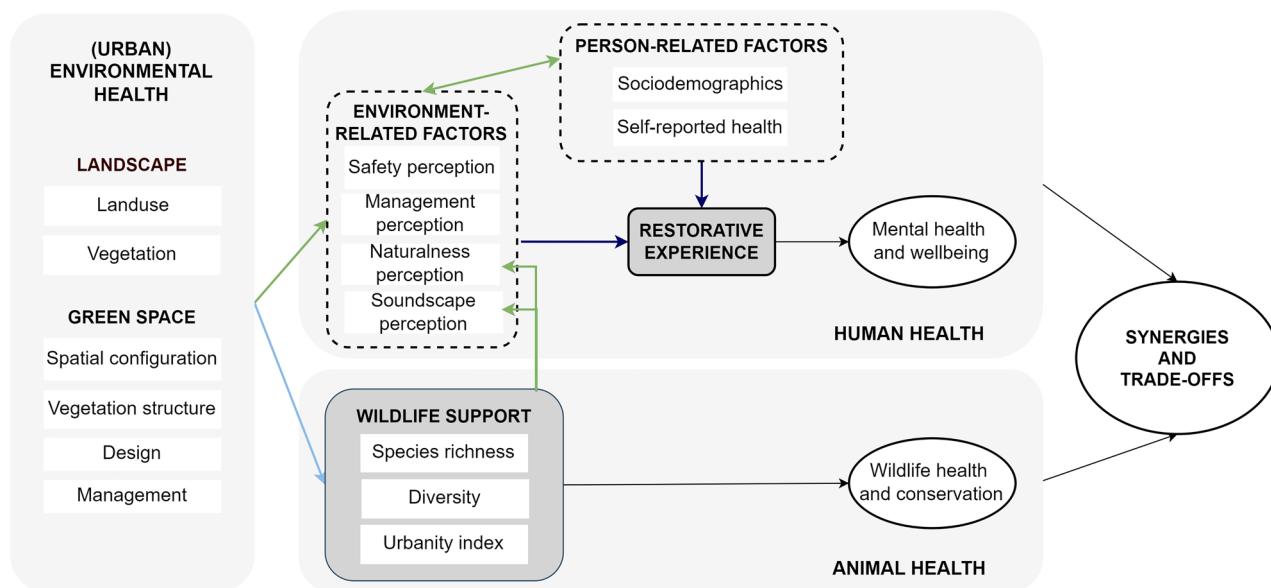 (URBAN)
ENVIRONMENTAL
HEALTH
LANDSCAPE
Landuse
Vegetation
GREEN SPACE
Spatial configuration
Vegetation structure
Design
Management
ENVIRONMENT-
RELATED FACTORS
Safety perception
Management
perception
Naturalness
perception
Soundscape
perception
PERSON-RELATED FACTORS
Sociodemographics
Self-reported health
RESTORATIVE
EXPERIENCE
Mental health
and wellbeing
HUMAN HEALTH
WILDLIFE SUPPORT
Species richness
Diversity
Urbanity index
Wildlife health
and conservation
ANIMAL HEALTH
SYNERGIES
AND
TRADE-OFFS